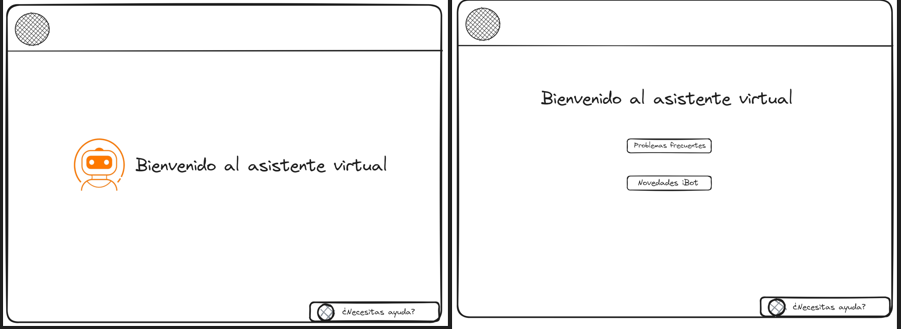 Bienvenido al asistente virtual
¿Necesitas ayuda?
Bienvenido al asistente virtual
Problemas frecuentes
Novedades iBot
¿Necesitas ayuda?